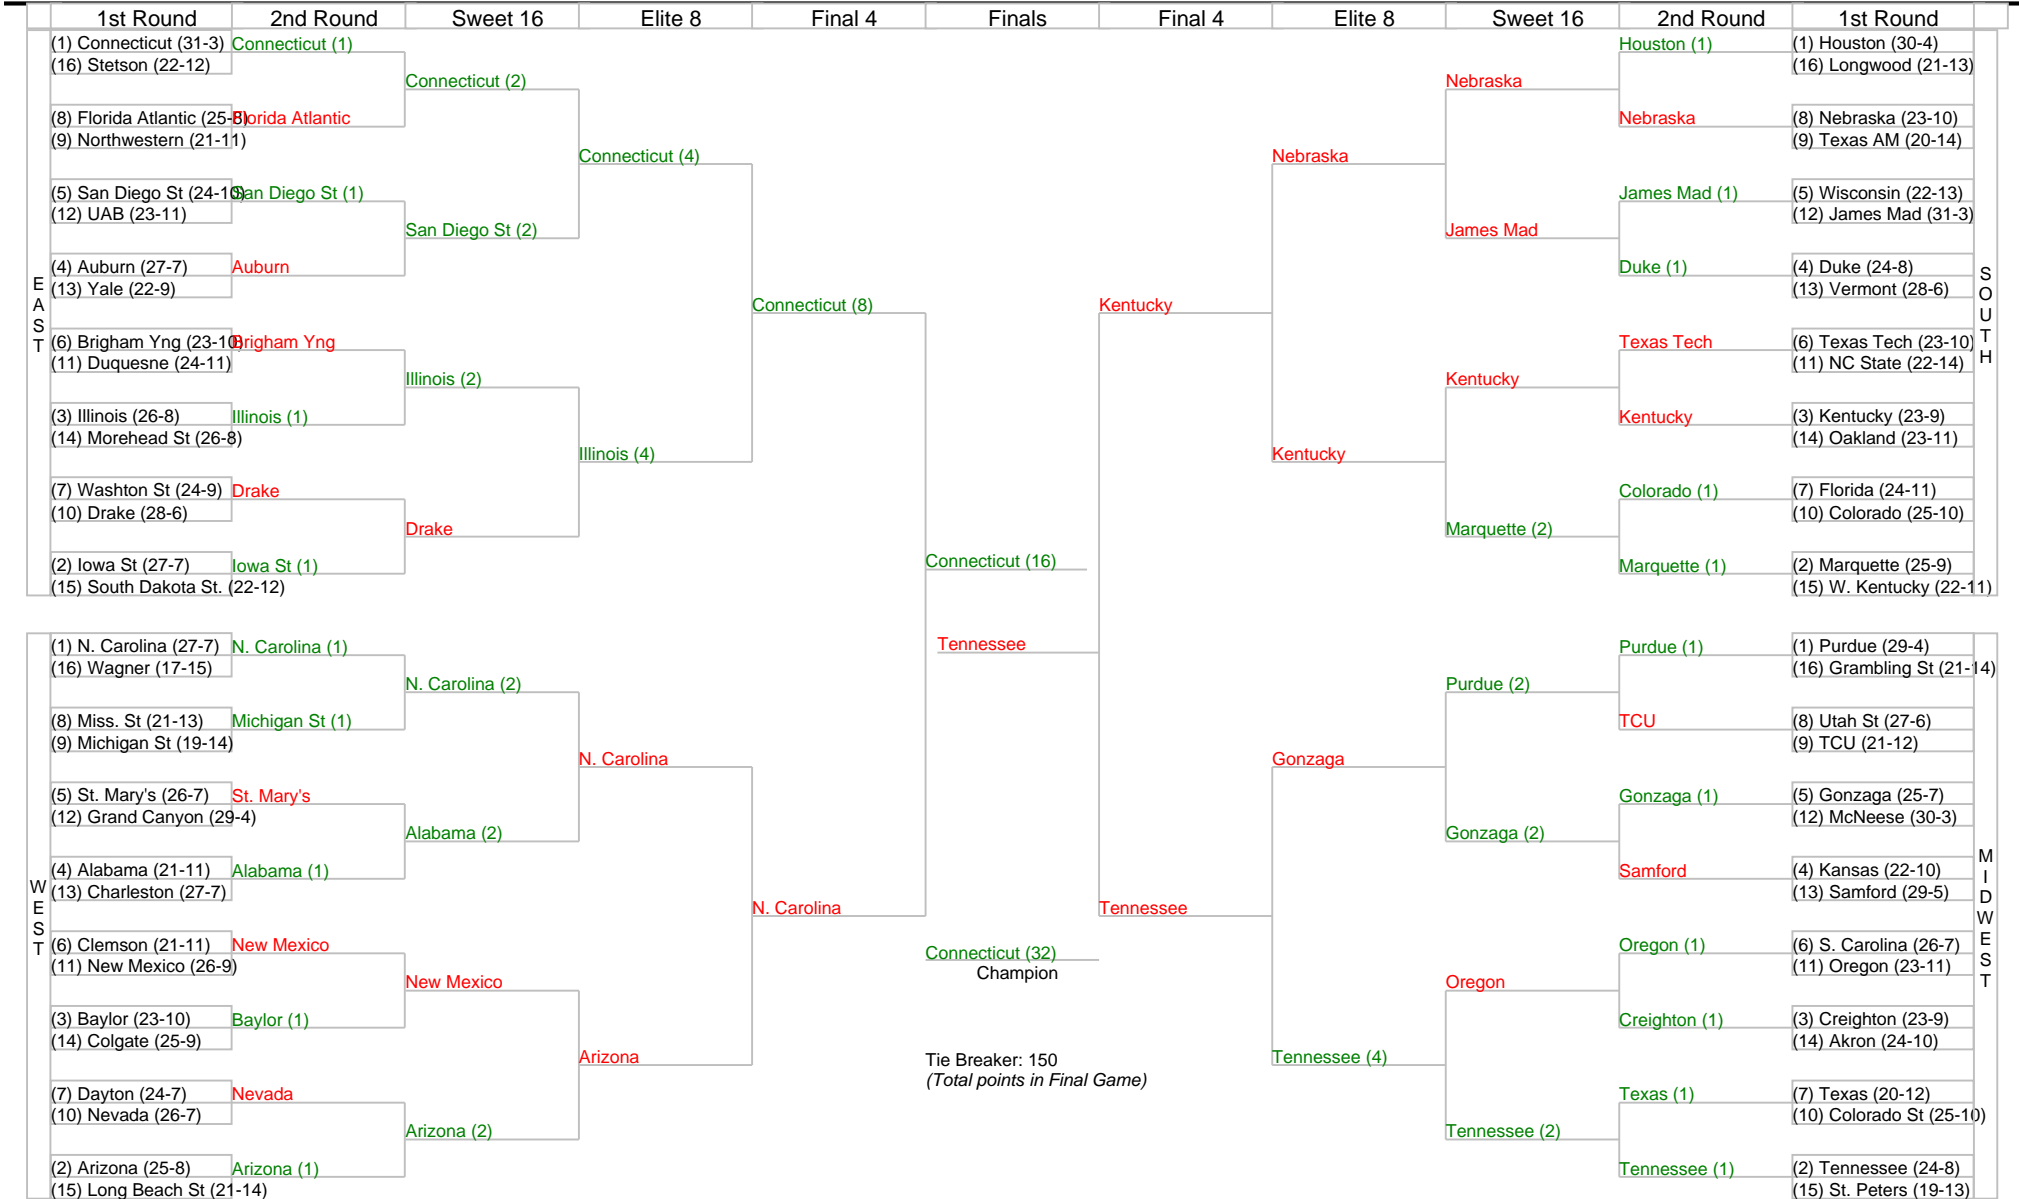 1st Round 2nd Round Sweet 16 Elite 8 Final 4 Finals Final 4 Elite 8 Sweet 16 2nd Round 1st Round
EAST
(1) Connecticut (31-3)
(16) Stetson (22-12)
(8) Florida Atlantic (25-8)
(9) Northwestern (21-11)
(5) San Diego St (24-10)
(12) UAB (23-11)
(4) Auburn (27-7)
(13) Yale (22-9)
(6) Brigham Yng (23-10)
(11) Duquesne (24-11)
(3) Illinois (26-8)
(14) Morehead St (26-8)
(7) Washton St (24-9)
(10) Drake (28-6)
(2) Iowa St (27-7)
(15) South Dakota St. (22-12)
Connecticut (1)
Florida Atlantic
San Diego St (1)
Auburn
Brigham Yng
Illinois (1)
Drake
Iowa St (1)
Connecticut (2)
San Diego St (2)
Illinois (2)
Drake
Connecticut (4)
Illinois (4)
Connecticut (8)
WEST
(1) N. Carolina (27-7)
(16) Wagner (17-15)
(8) Miss. St (21-13)
(9) Michigan St (19-14)
(5) St. Mary's (26-7)
(12) Grand Canyon (29-4)
(4) Alabama (21-11)
(13) Charleston (27-7)
(6) Clemson (21-11)
(11) New Mexico (26-9)
(3) Baylor (23-10)
(14) Colgate (25-9)
(7) Dayton (24-7)
(10) Nevada (26-7)
(2) Arizona (25-8)
(15) Long Beach St (21-14)
N. Carolina (1)
Michigan St (1)
St. Mary's
Alabama (1)
New Mexico
Baylor (1)
Nevada
Arizona (1)
N. Carolina (2)
Alabama (2)
New Mexico
Arizona (2)
N. Carolina
Arizona
N. Carolina
Connecticut (16)
Tennessee
Connecticut (32)
Champion
Tie Breaker: 150
(Total points in Final Game)
Kentucky
Nebraska
Kentucky
Nebraska
James Mad
Kentucky
Marquette (2)
Houston (1)
Nebraska
James Mad (1)
Duke (1)
Texas Tech
Kentucky
Colorado (1)
Marquette (1)
(1) Houston (30-4)
(16) Longwood (21-13)
(8) Nebraska (23-10)
(9) Texas AM (20-14)
(5) Wisconsin (22-13)
(12) James Mad (31-3)
(4) Duke (24-8)
(13) Vermont (28-6)
(6) Texas Tech (23-10)
(11) NC State (22-14)
(3) Kentucky (23-9)
(14) Oakland (23-11)
(7) Florida (24-11)
(10) Colorado (25-10)
(2) Marquette (25-9)
(15) W. Kentucky (22-11)
SOUTH
Tennessee
Gonzaga
Tennessee (4)
Purdue (2)
Gonzaga (2)
Oregon
Tennessee (2)
Purdue (1)
TCU
Gonzaga (1)
Samford
Oregon (1)
Creighton (1)
Texas (1)
Tennessee (1)
(1) Purdue (29-4)
(16) Grambling St (21-14)
(8) Utah St (27-6)
(9) TCU (21-12)
(5) Gonzaga (25-7)
(12) McNeese (30-3)
(4) Kansas (22-10)
(13) Samford (29-5)
(6) S. Carolina (26-7)
(11) Oregon (23-11)
(3) Creighton (23-9)
(14) Akron (24-10)
(7) Texas (20-12)
(10) Colorado St (25-10)
(2) Tennessee (24-8)
(15) St. Peters (19-13)
MIDWEST